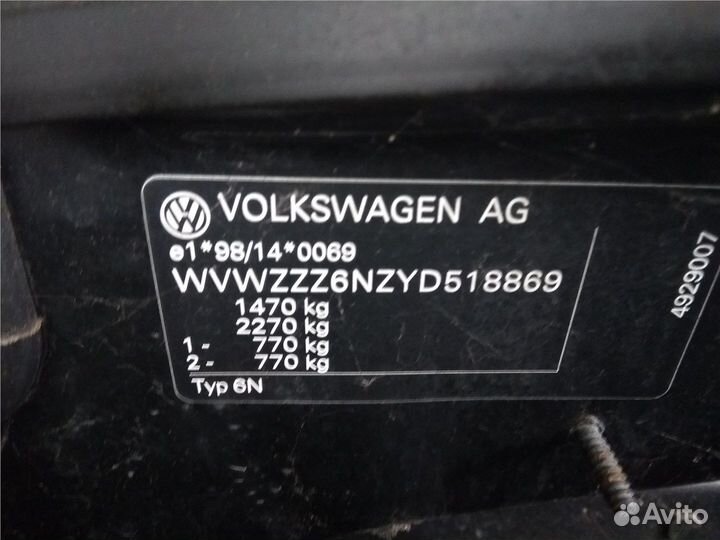 VOLKSWAGEN AG
e1*98/14*0069
WVWZZZ6NZYD518869
1470 kg
2270 kg
1- 770 kg
2- 770 kg
Typ 6N
4929007
Avito